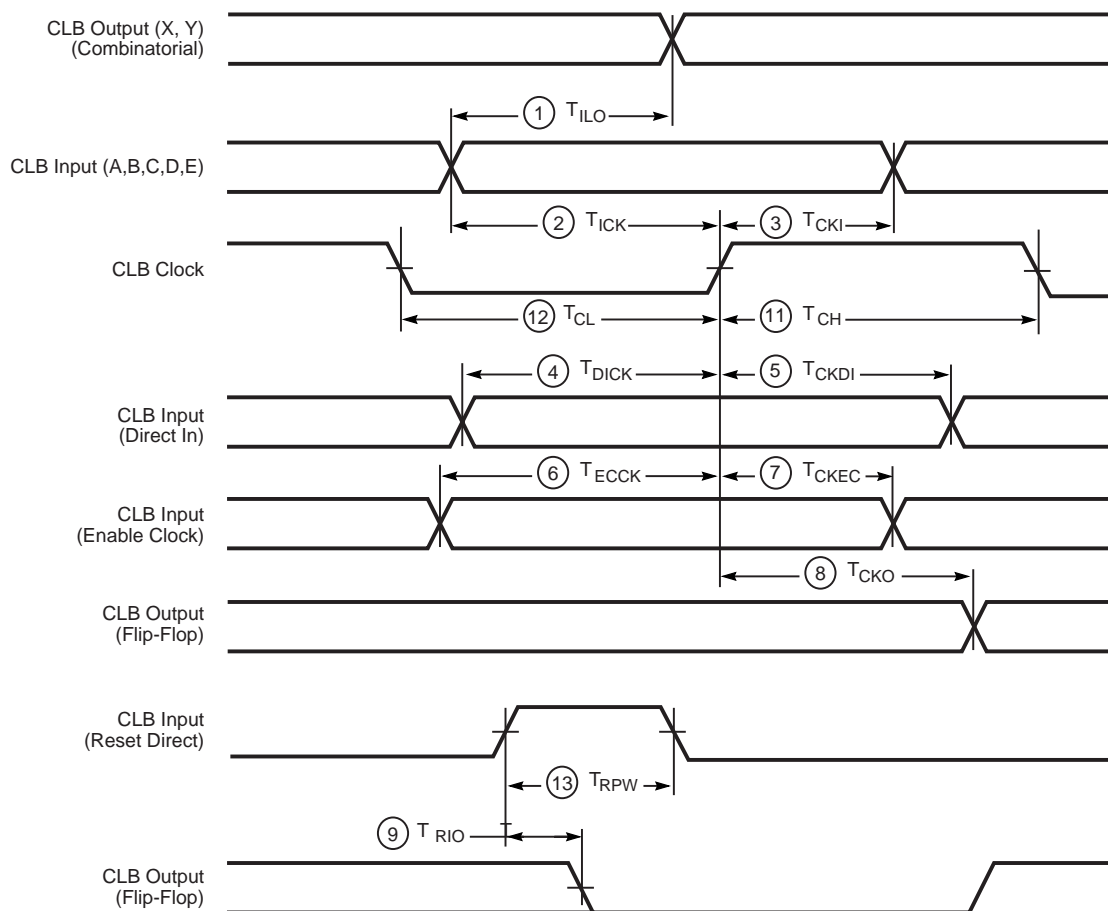 CLB Output (X, Y)
(Combinatorial)
1 TILO
CLB Input (A,B,C,D,E)
2 TICK
3 TCKI
CLB Clock
12 TCL
11 TCH
4 TDICK
5 TCKDI
CLB Input
(Direct In)
6 TECCK
7 TCKEC
CLB Input
(Enable Clock)
8 TCKO
CLB Output
(Flip-Flop)
CLB Input
(Reset Direct)
13 TRPW
9 T RIO
T
CLB Output
(Flip-Flop)